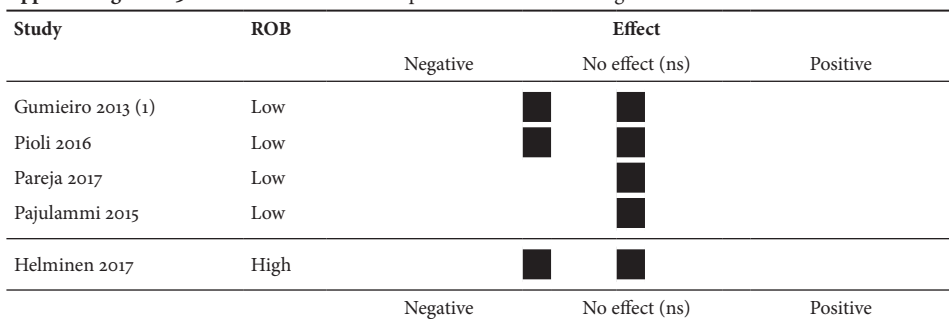 Study ROB Effect
Negative No effect (ns) Positive
Gumieiro 2013 (1) Low
Pioli 2016 Low
Pareja 2017 Low
Pajulammi 2015 Low
Helminen 2017 High
Negative No effect (ns) Positive